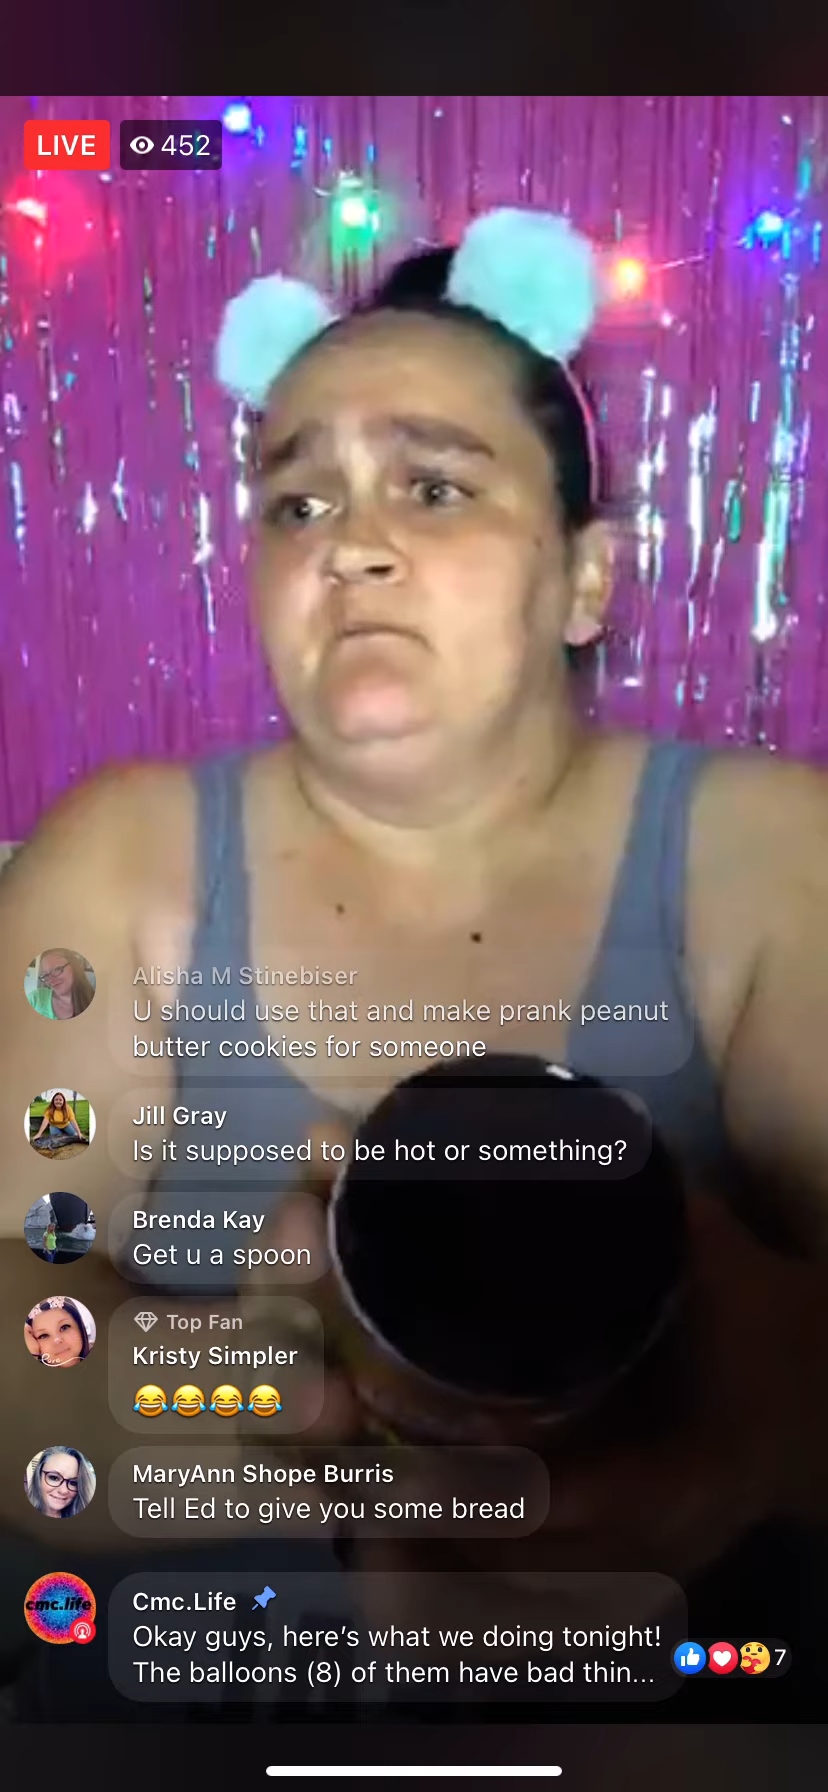 LIVE 452
Alisha M Stinebiser
U should use that and make prank peanut
butter cookies for someone
Jill Gray
Is it supposed to be hot or something?
Brenda Kay
Get u a spoon
Top Fan
Kristy Simpler
😂😂😂😂
MaryAnn Shope Burris
Tell Ed to give you some bread
cmc.life
Cmc.Life
Okay guys, here's what we doing tonight!
The balloons (8) of them have bad thin...
7